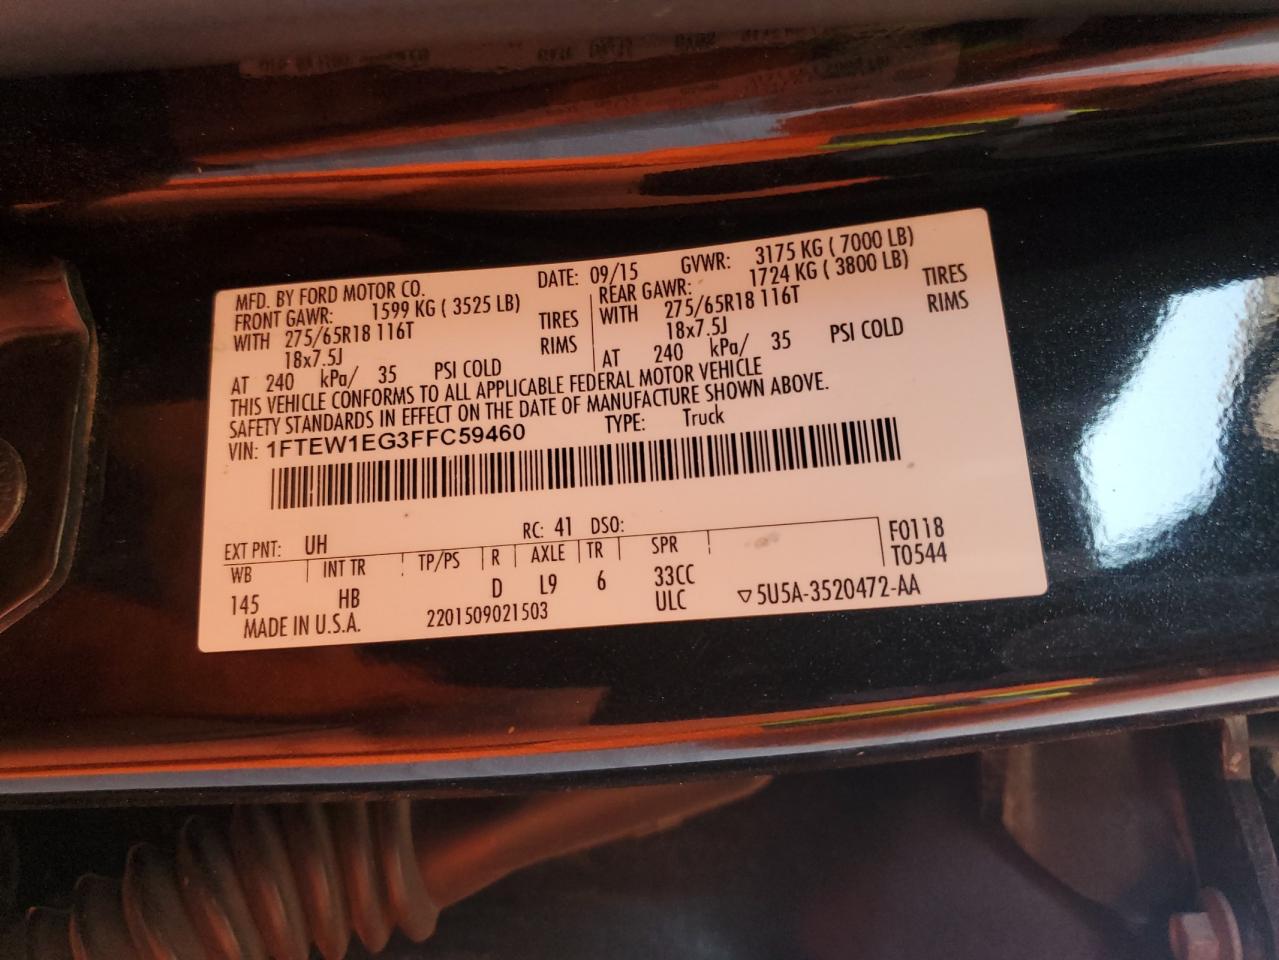 MFD. BY FORD MOTOR CO. DATE: 09/15 GVWR: 3175 KG ( 7000 LB)
FRONT GAWR: 1599 KG ( 3525 LB) REAR GAWR: 1724 KG ( 3800 LB)
WITH 275/65R18 116T TIRES WITH 275/65R18 116T TIRES
18x7.5J RIMS 18x7.5J RIMS
AT 240 kPa/ 35 PSI COLD AT 240 kPa/ 35 PSI COLD
THIS VEHICLE CONFORMS TO ALL APPLICABLE FEDERAL MOTOR VEHICLE
SAFETY STANDARDS IN EFFECT ON THE DATE OF MANUFACTURE SHOWN ABOVE.
VIN: 1FTEW1EG3FFC59460 TYPE: Truck
EXT PNT: UH RC: 41 DSO: F0118
WB INT TR TP/PS R AXLE TR SPR T0544
145 HB D L9 6 33CC
MADE IN U.S.A. 2201509021503 ULC ▽5U5A-3520472-AA